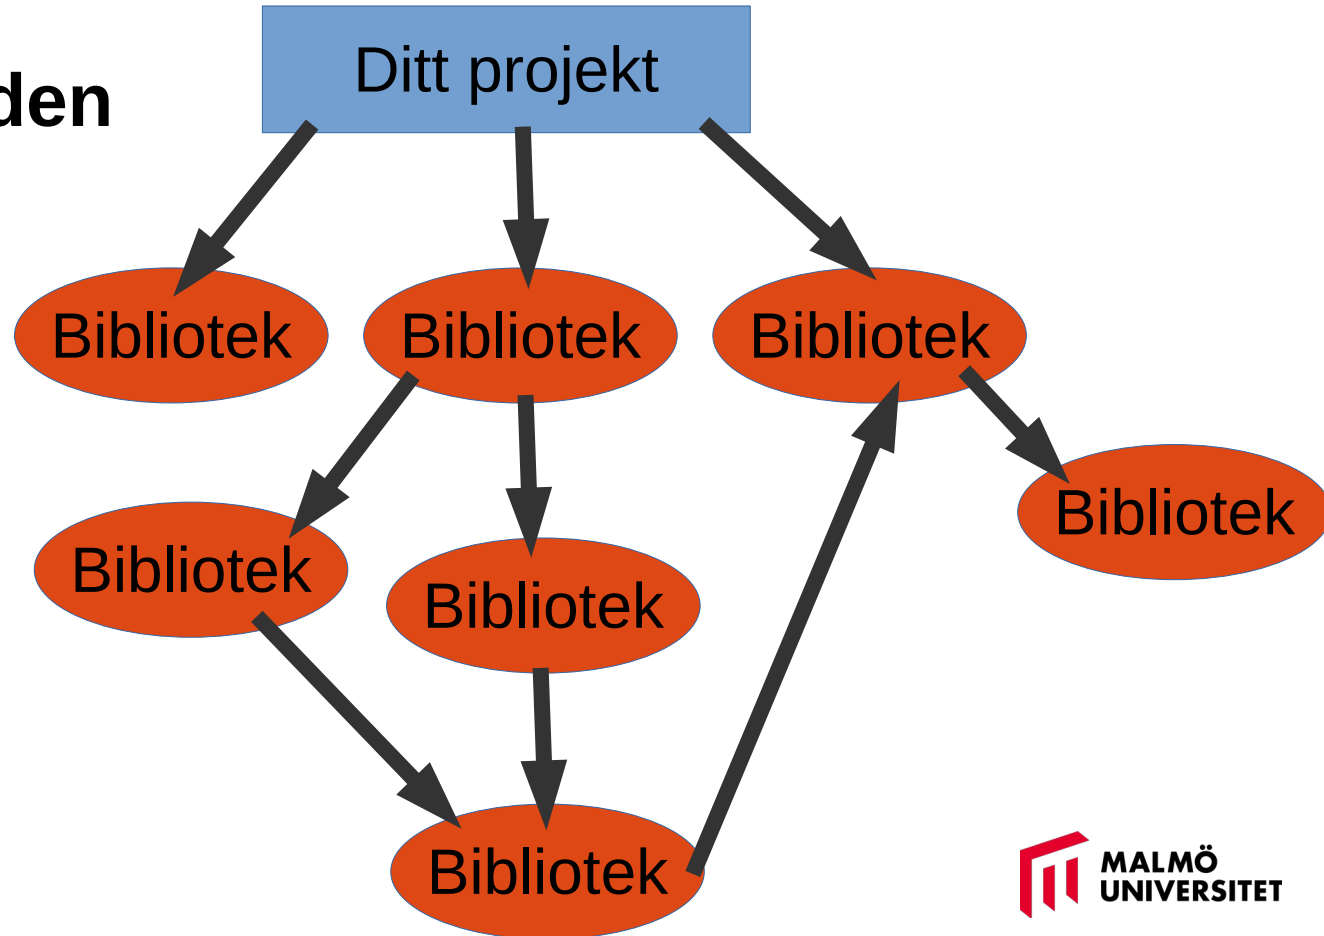 Ditt projekt
den
Bibliotek
Bibliotek
Bibliotek
Bibliotek
Bibliotek
Bibliotek
Bibliotek
MALMÖ
UNIVERSITET